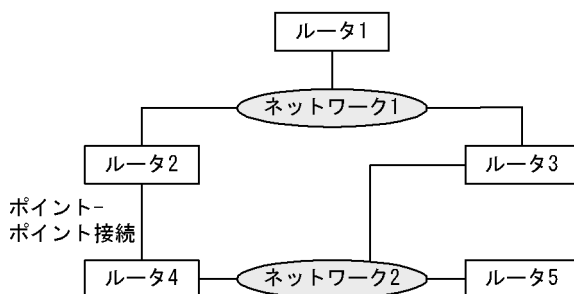 ルータ1
ネットワーク1
ルータ2
ルータ3
ポイント-
ポイント接続
ルータ4
ネットワーク2
ルータ5